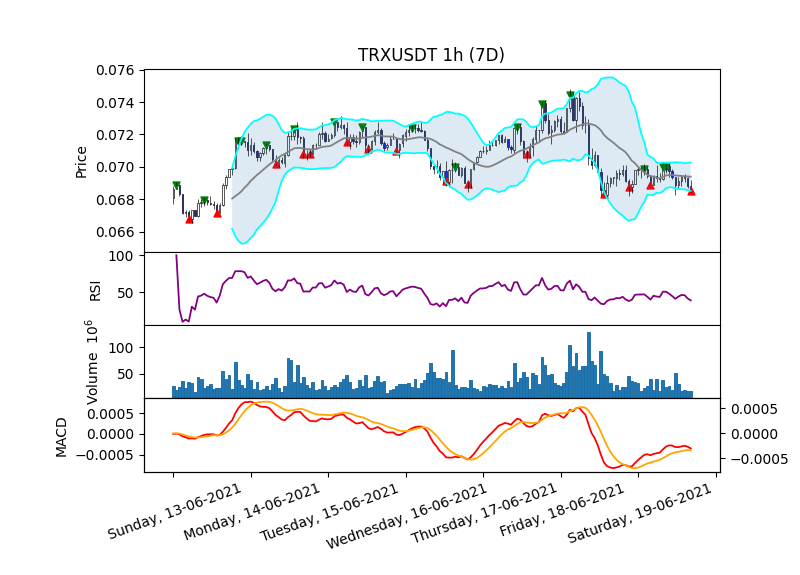 TRXUSDT 1h (7D)
0.076
0.074
0.072
0.070
0.068
0.066
Price
100
50
RSI
100
50
Volume 10⁶
0.0005
0.0000
−0.0005
MACD
0.0005
0.0000
−0.0005
Sunday, 13-06-2021
Monday, 14-06-2021
Tuesday, 15-06-2021
Wednesday, 16-06-2021
Thursday, 17-06-2021
Friday, 18-06-2021
Saturday, 19-06-2021